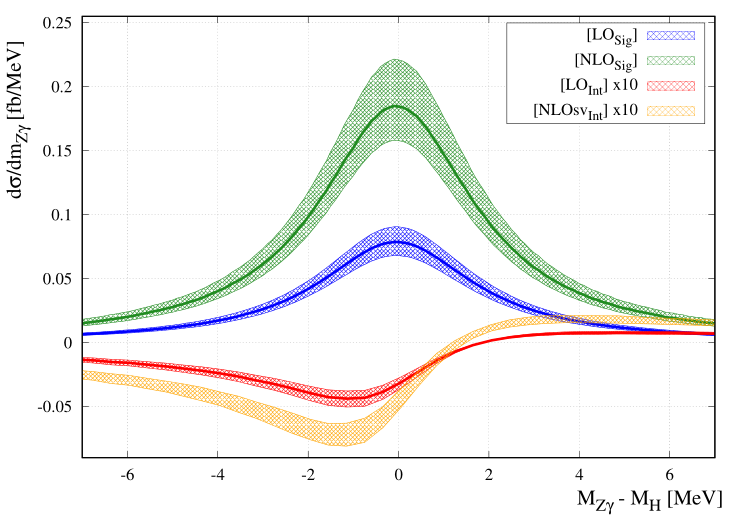 dσ/dm_Zγ [fb/MeV]
0.25
0.2
0.15
0.1
0.05
0
-0.05
-6
-4
-2
0
2
4
6
M_Zγ - M_H [MeV]
[LO_Sig]
[NLO_Sig]
[LO_Int] x10
[NLOsv_Int] x10